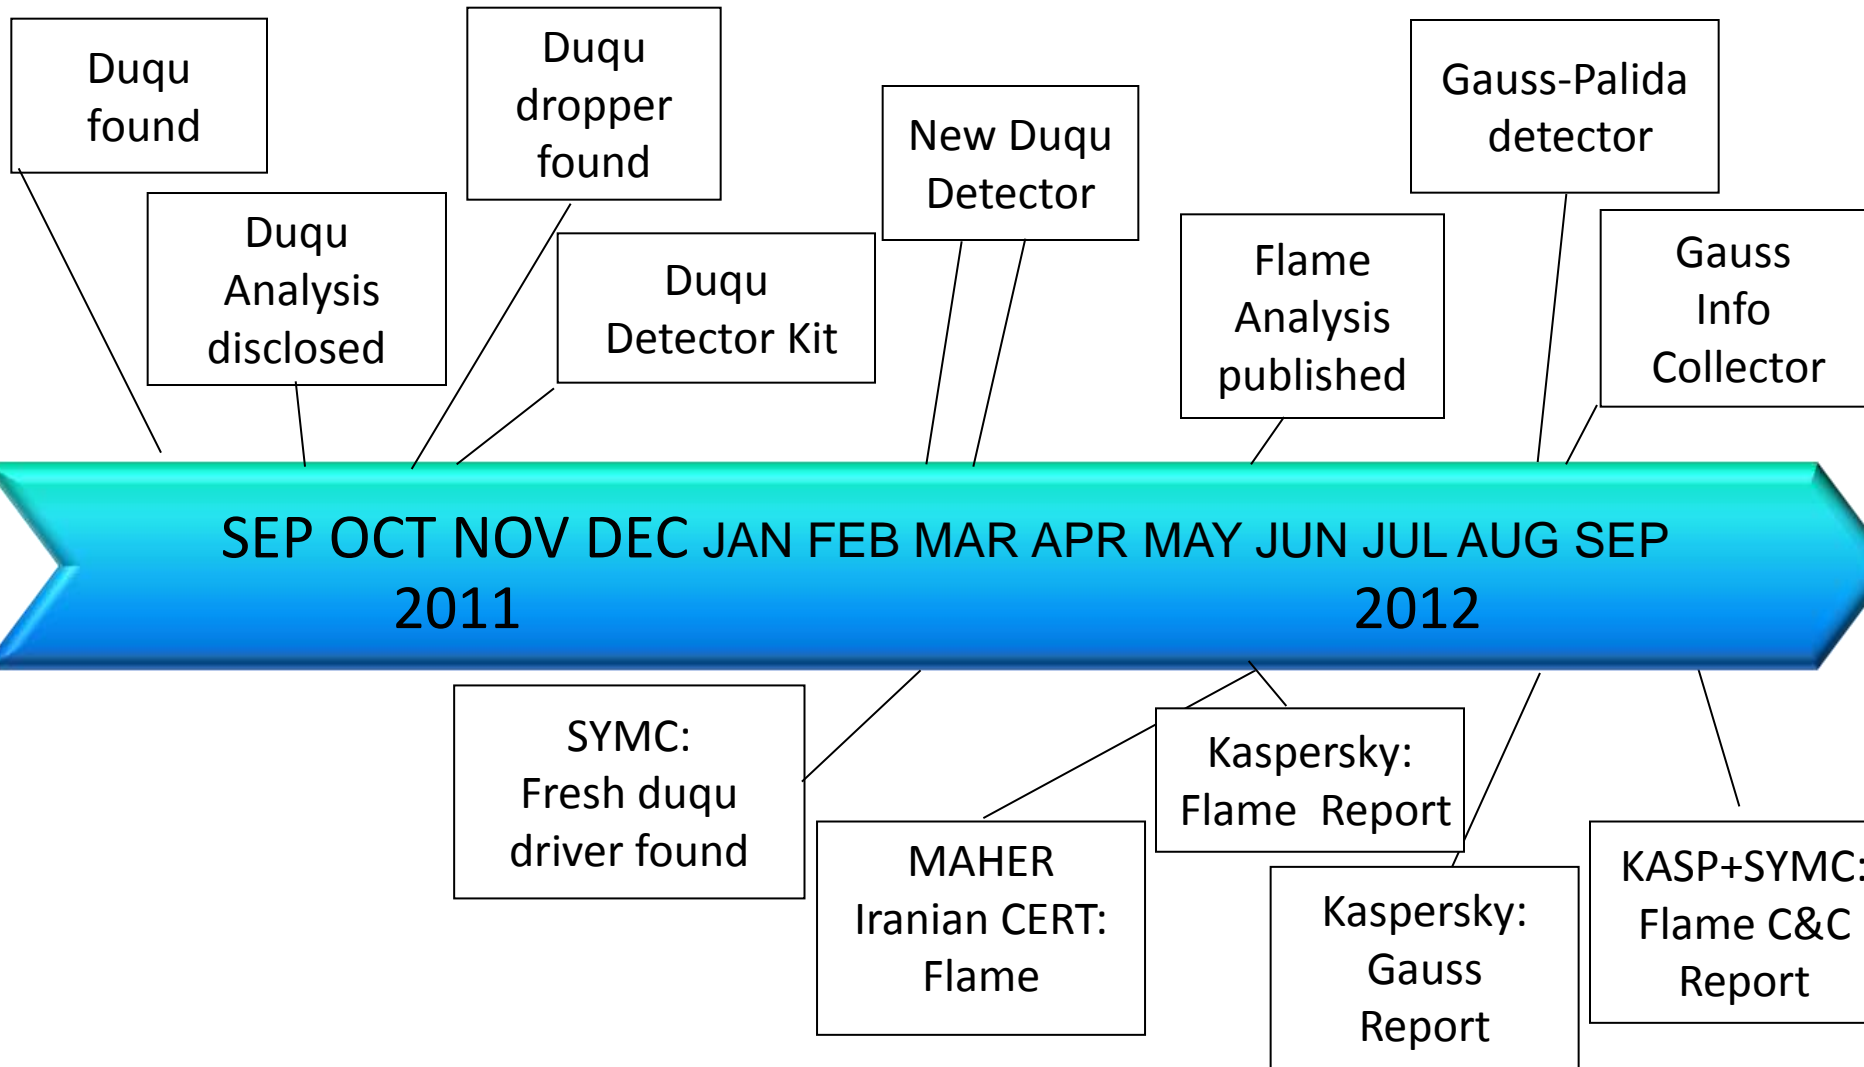 Duqu
found
Duqu
Analysis
disclosed
Duqu
dropper
found
Duqu
Detector Kit
New Duqu
Detector
Flame
Analysis
published
Gauss-Palida
detector
Gauss
Info
Collector
SEP OCT NOV DEC JAN FEB MAR APR MAY JUN JUL AUG SEP
2011 2012
SYMC:
Fresh duqu
driver found
MAHER
Iranian CERT:
Flame
Kaspersky:
Flame Report
Kaspersky:
Gauss
Report
KASP+SYMC:
Flame C&C
Report